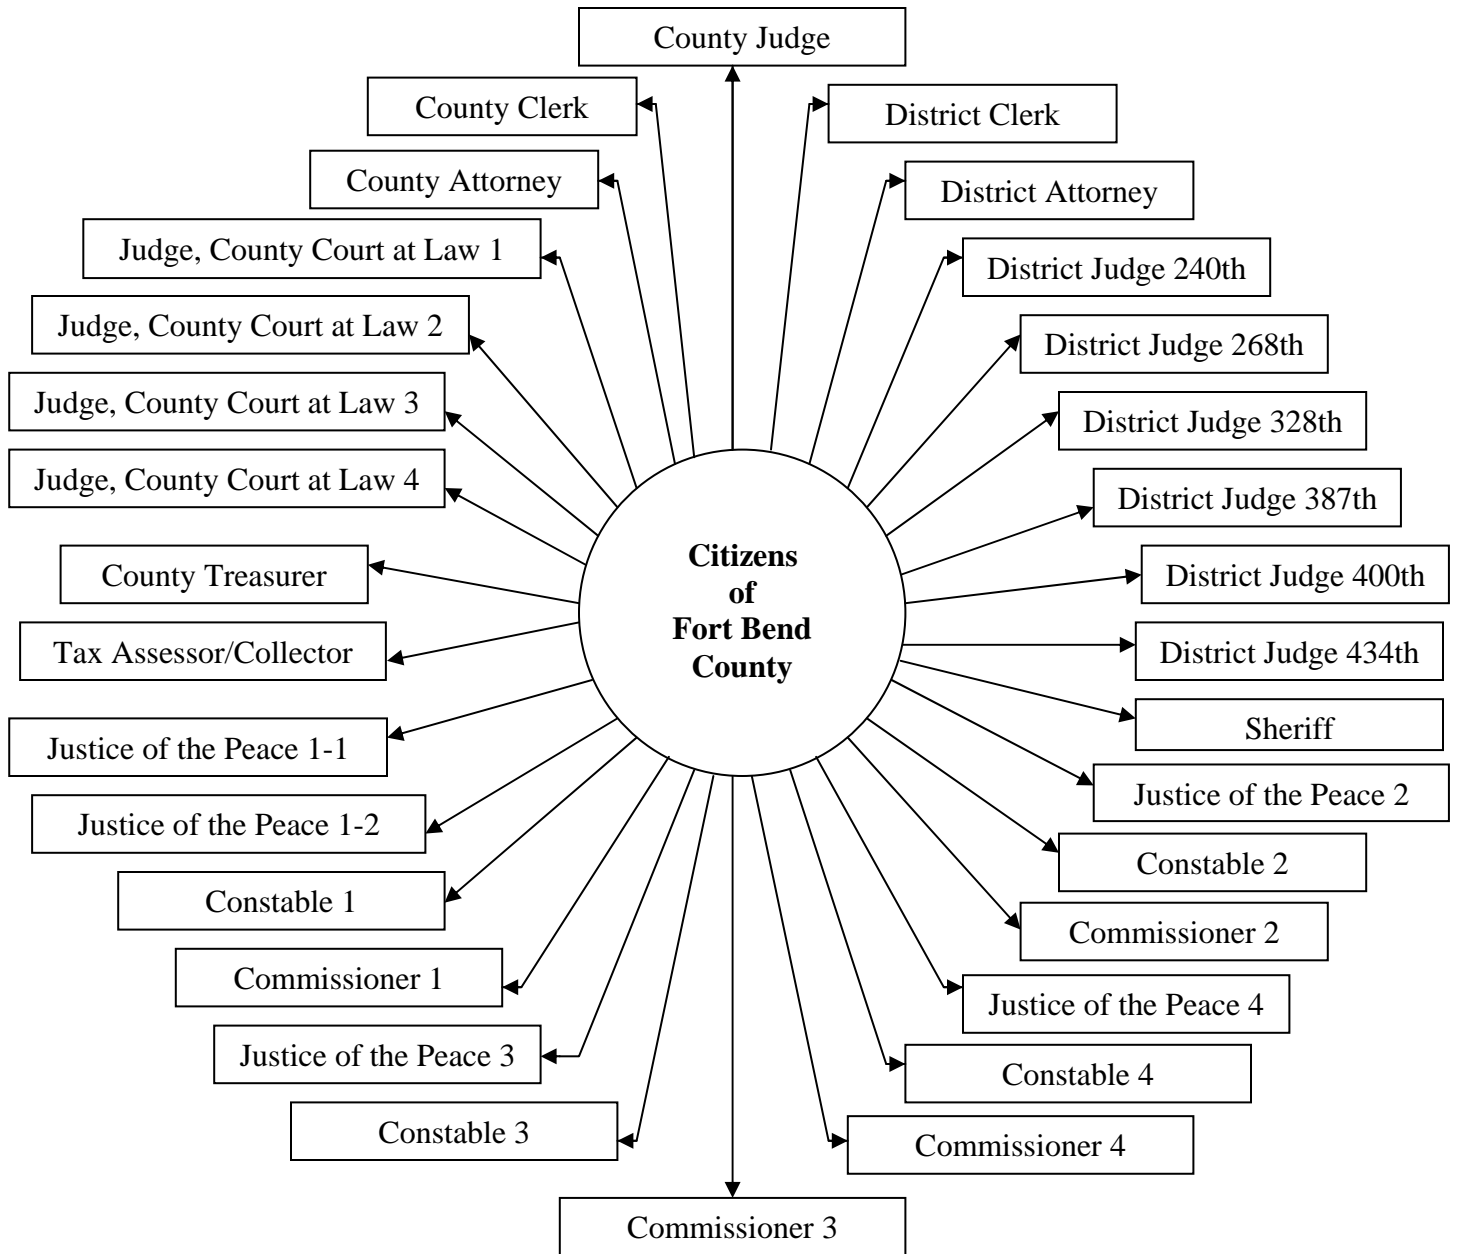 County Judge
County Clerk
District Clerk
County Attorney
District Attorney
Judge, County Court at Law 1
District Judge 240th
Judge, County Court at Law 2
District Judge 268th
Judge, County Court at Law 3
District Judge 328th
Judge, County Court at Law 4
District Judge 387th
Citizens
of
Fort Bend
County
County Treasurer
District Judge 400th
Tax Assessor/Collector
District Judge 434th
Justice of the Peace 1-1
Sheriff
Justice of the Peace 1-2
Justice of the Peace 2
Constable 1
Constable 2
Commissioner 1
Commissioner 2
Justice of the Peace 3
Justice of the Peace 4
Constable 3
Constable 4
Commissioner 4
Commissioner 3